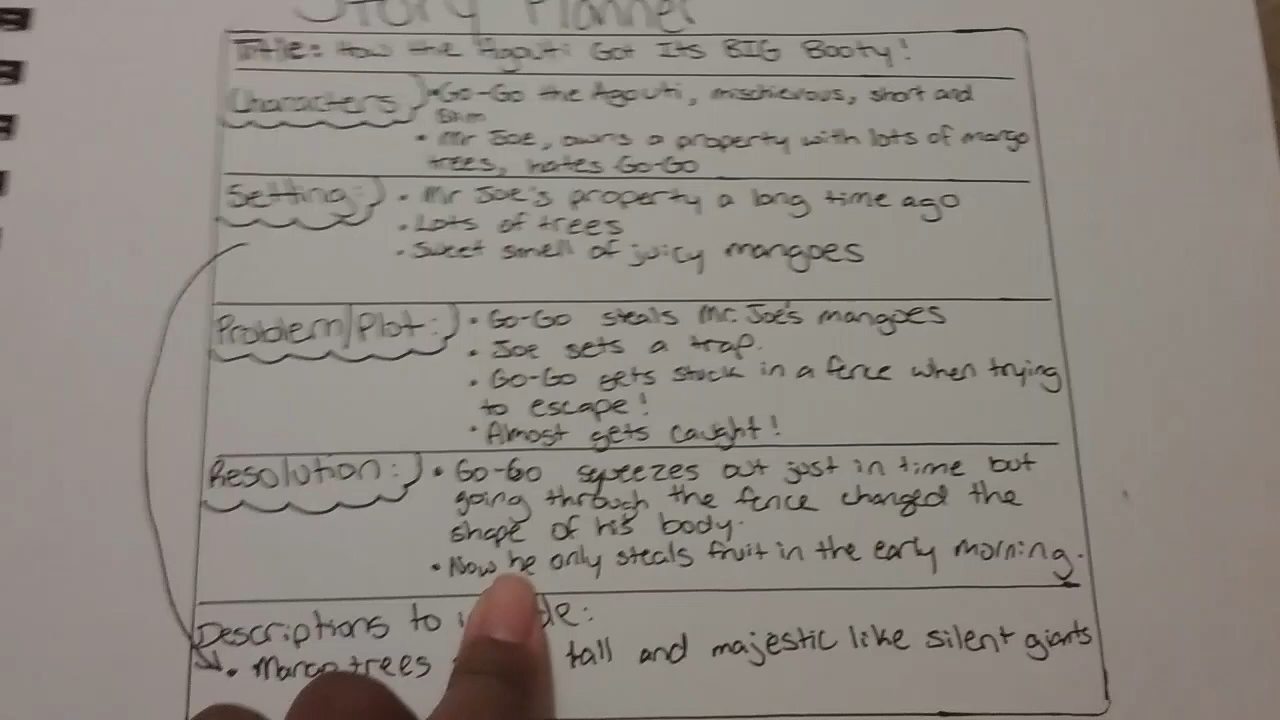 Story Planner
Title: How the Agouti Got Its BIG Booty!
Characters • Go-Go the Agouti, mischievous, short and
slim
• Mr Joe, owns a property with lots of mango
trees, hates Go-Go
Setting: • Mr Joe's property a long time ago
• Lots of trees
• Sweet smell of juicy mangoes
Problem/Plot: • Go-Go steals Mr. Joe's mangoes
• Joe sets a trap.
• Go-Go gets stuck in a fence when trying
to escape!
• Almost gets caught!
Resolution: • Go-Go squeezes out just in time but
going through the fence changed the
shape of his body.
• Now he only steals fruit in the early morning.
Descriptions to
• Mango trees tall and majestic like silent giants